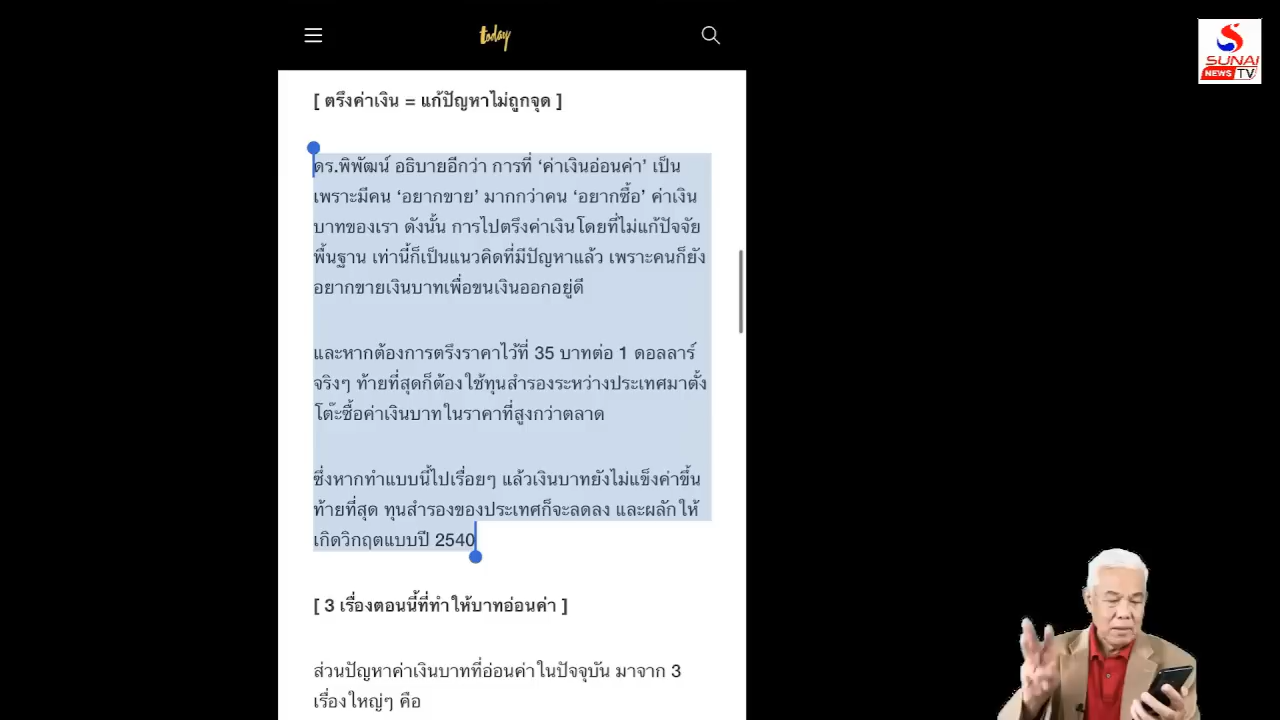 today
SUNAI
NEWS TV
[ ตรึงค่าเงิน = แก้ปัญหาไม่ถูกจุด ]
ดร.พิพัฒน์ อธิบายอีกว่า การที่ ‘ค่าเงินอ่อนค่า’ เป็น
เพราะมีคน ‘อยากขาย’ มากกว่าคน ‘อยากซื้อ’ ค่าเงิน
บาทของเรา ดังนั้น การไปตรึงค่าเงินโดยที่ไม่แก้ปัจจัย
พื้นฐาน เท่านี้ก็เป็นแนวคิดที่มีปัญหาแล้ว เพราะคนก็ยัง
อยากขายเงินบาทเพื่อขนเงินออกอยู่ดี
และหากต้องการตรึงราคาไว้ที่ 35 บาทต่อ 1 ดอลลาร์
จริงๆ ท้ายที่สุดก็ต้องใช้ทุนสำรองระหว่างประเทศมาตั้ง
โต๊ะซื้อค่าเงินบาทในราคาที่สูงกว่าตลาด
ซึ่งหากทำแบบนี้ไปเรื่อยๆ แล้วเงินบาทยังไม่แข็งค่าขึ้น
ท้ายที่สุด ทุนสำรองของประเทศก็จะลดลง และผลักให้
เกิดวิกฤตแบบปี 2540
[ 3 เรื่องตอนนี้ที่ทำให้บาทอ่อนค่า ]
ส่วนปัญหาค่าเงินบาทที่อ่อนค่าในปัจจุบัน มาจาก 3
เรื่องใหญ่ๆ คือ